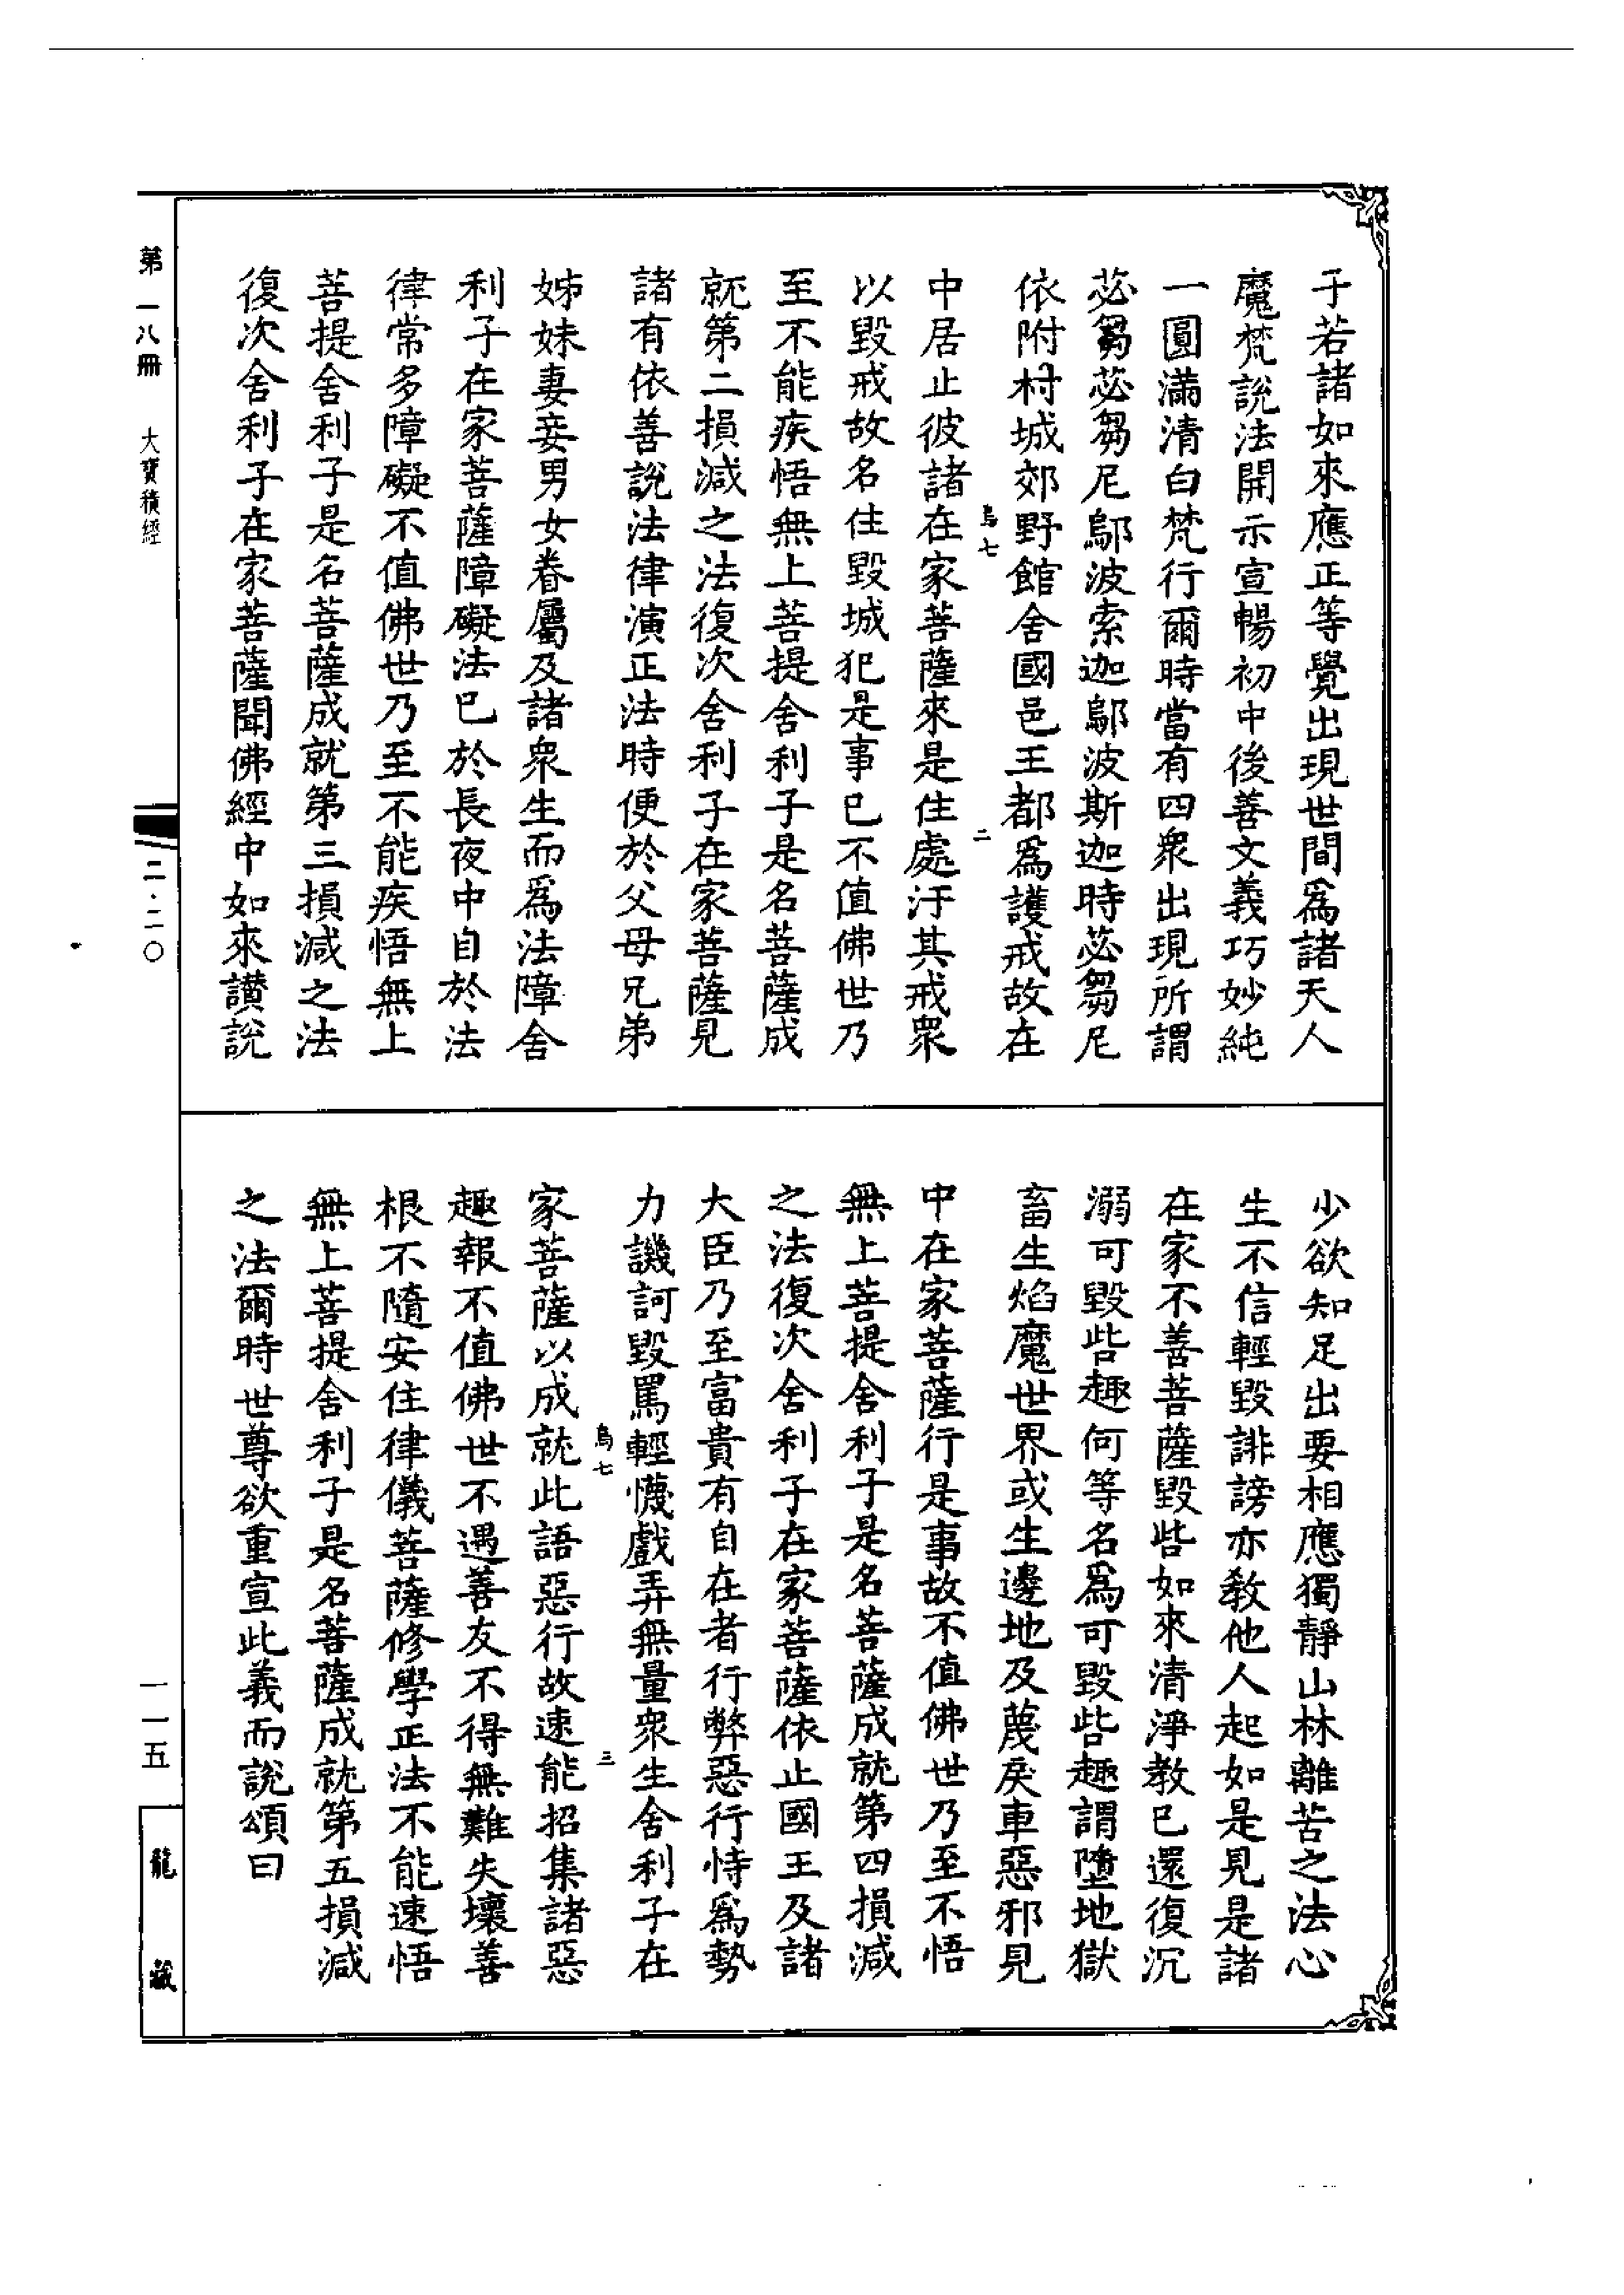 子若諸如來應正等覺出現世間爲諸天人
魔梵說法開示宣暢初中後善文義巧妙純
一圓滿清白梵行爾時當有四衆出現所謂
苾芻苾芻尼鄔波索迦鄔波斯迦時苾芻尼
依附村城郊野館舍國邑王都爲護戒故在
烏七
二
中居止彼諸在家菩薩來是住處汙其戒衆
以毀戒故名住毀城犯是事已不值佛世乃
至不能疾悟無上菩提舍利子是名菩薩成
就第二損減之法復次舍利子在家菩薩見
諸有依善說法律演正法時便於父母兄弟
姊妹妻妾男女眷屬及諸衆生而爲法障舍
利子在家菩薩障礙法已於長夜中自於法
律常多障礙不值佛世乃至不能疾悟無上
菩提舍利子是名菩薩成就第三損減之法
復次舍利子在家菩薩聞佛經中如來讃說
少欲知足出要相應獨靜山林離苦之法心
生不信輕毀誹謗亦教他人起如是見是諸
在家不善菩薩毀呰如來清淨教已還復沉
溺可毀呰趣何等名爲可毀呰趣謂墮地獄
畜生焰魔世界或生邊地及蔑戾車惡邪見
中在家菩薩行是事故不值佛世乃至不悟
無上菩提舍利子是名菩薩成就第四損減
之法復次舍利子在家菩薩依止國王及諸
大臣乃至富貴有自在者行弊惡行恃爲勢
力譏訶毀罵輕懱戲弄無量衆生舍利子在
烏七
三
家菩薩以成就此語惡行故速能招集諸惡
趣報不值佛世不遇善友不得無難失壞善
根不隨安住律儀菩薩修學正法不能速悟
無上菩提舍利子是名菩薩成就第五損減
之法爾時世尊欲重宣此義而說頌曰
第一八冊 大寶積經
二·二〇
一一五
龍藏